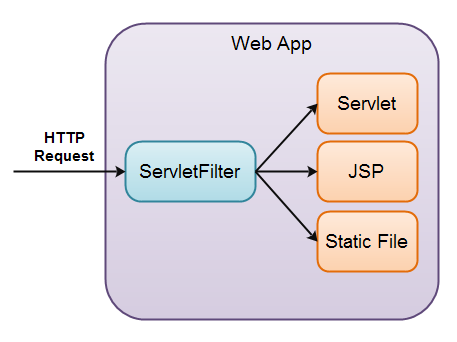 Web App
HTTP
Request
ServletFilter
Servlet
JSP
Static File